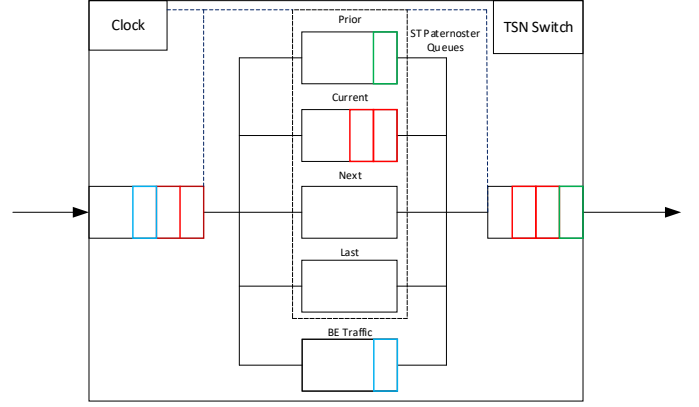 Clock
Prior
TSN Switch
ST Paternoster
Queues
Current
Next
Last
BE Traffic